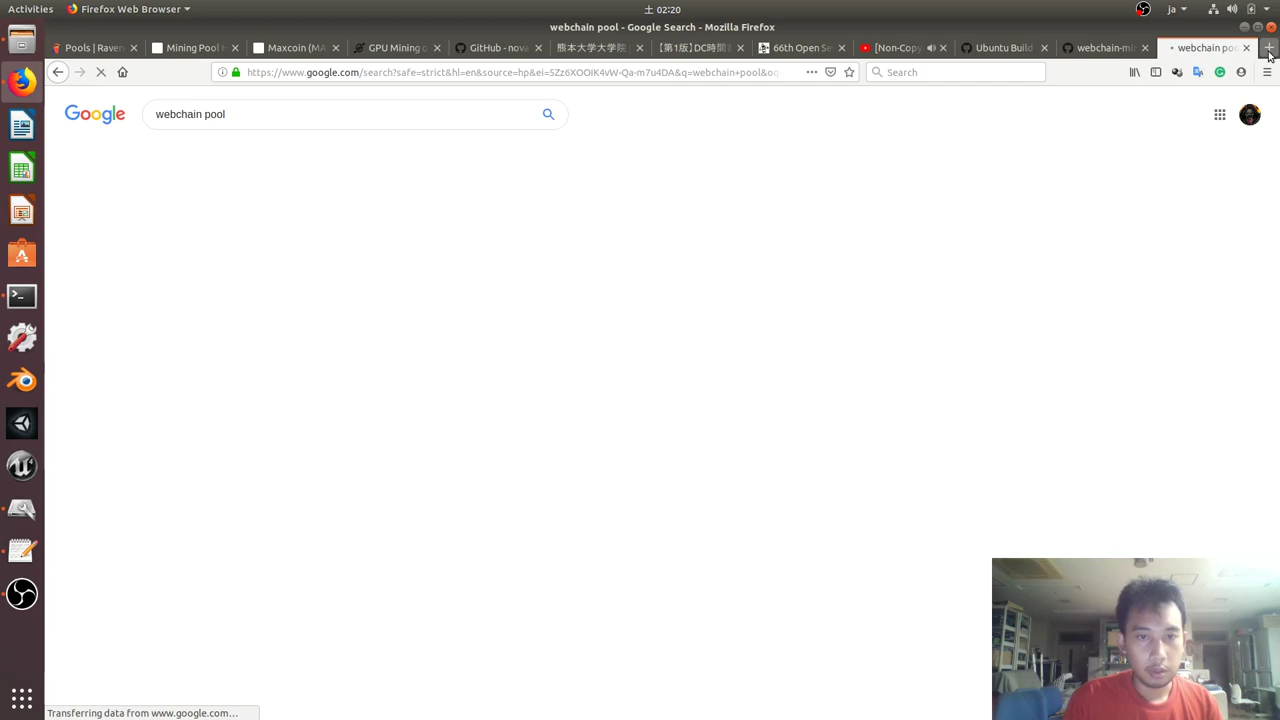 Activities Firefox Web Browser 土 02:20 ja
webchain pool - Google Search - Mozilla Firefox
Pools | Raven Mining Pool H Maxcoin (MA GPU Mining o GitHub - nova 熊本大学大学院 【第1版】DC時間 66th Open Se [Non-Copy Ubuntu Build webchain-mi webchain poo
https://www.google.com/search?safe=strict&hl=en&source=hp&ei=5Zz6XOOIK4vW-Qa-m7u4DA&q=webchain+pool&oq= Search
Google webchain pool
Transferring data from www.google.com…